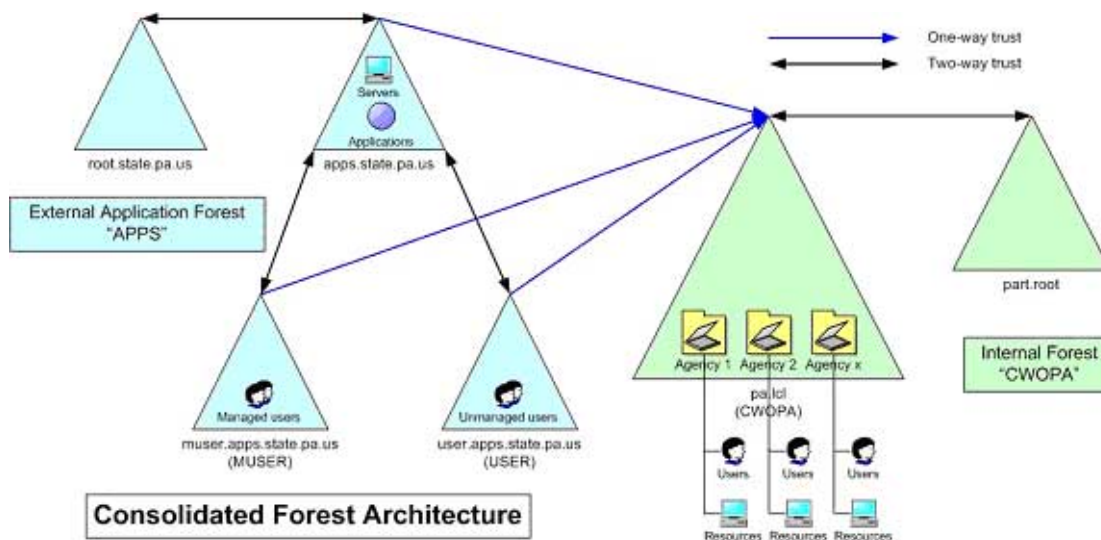 One-way trust
Two-way trust
Servers
Applications
root.state.pa.us
apps.state.pa.us
External Application Forest
“APPS”
part.root
Agency 1
Agency 2
Agency x
Internal Forest
“CWOPA”
pa.lcl
(CWOPA)
Managed users
Unmanaged users
muser.apps.state.pa.us
(MUSER)
user.apps.state.pa.us
(USER)
Users
Users
Users
Consolidated Forest Architecture
Resources
Resources
Resources